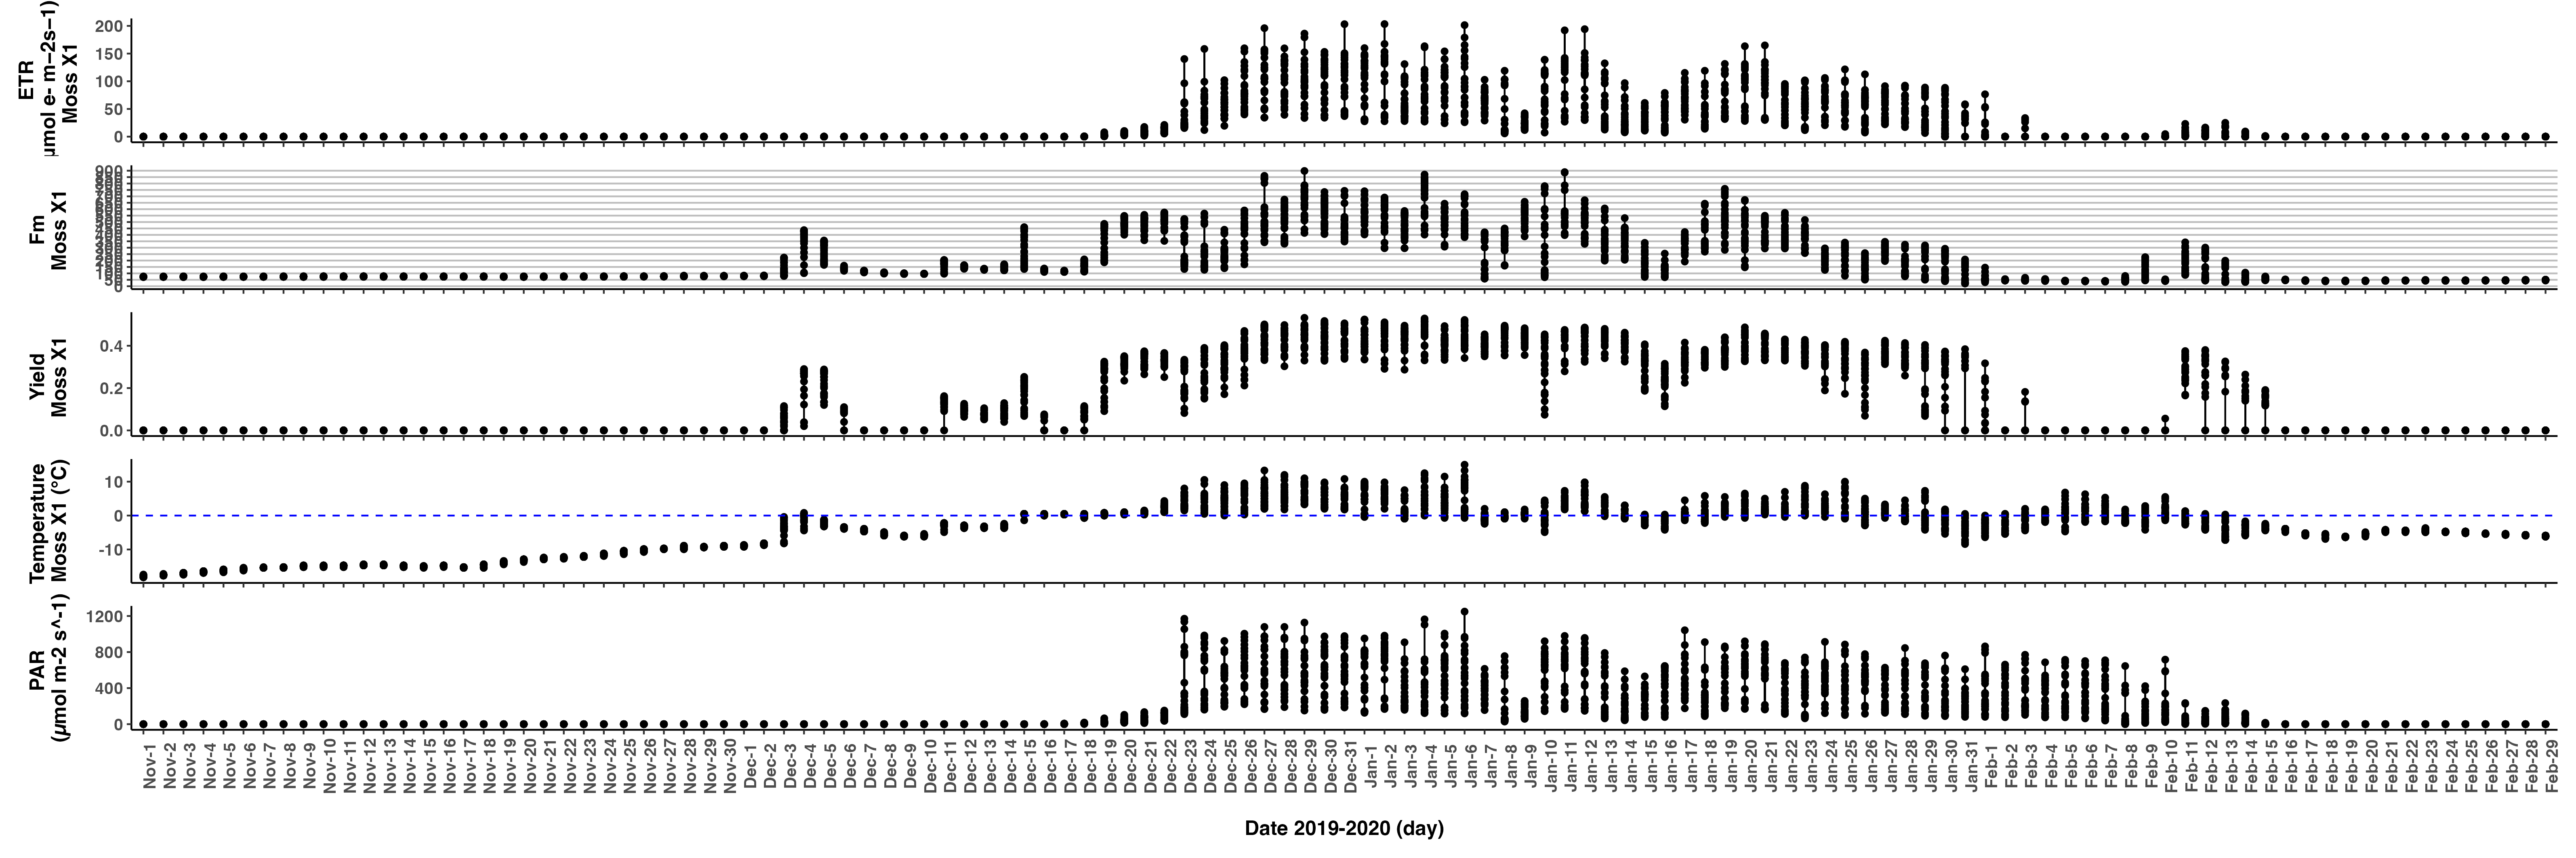 ETR
µmol e- m−2s−1)
Moss X1
200
150
100
50
0
Fm
Moss X1
900
50
0
Yield
Moss X1
0.4
0.2
0.0
Temperature
Moss X1 (°C)
10
0
-10
PAR
(µmol m-2 s^-1)
1200
800
400
0
Nov-1
Nov-2
Nov-3
Nov-4
Nov-5
Nov-6
Nov-7
Nov-8
Nov-9
Nov-10
Nov-11
Nov-12
Nov-13
Nov-14
Nov-15
Nov-16
Nov-17
Nov-18
Nov-19
Nov-20
Nov-21
Nov-22
Nov-23
Nov-24
Nov-25
Nov-26
Nov-27
Nov-28
Nov-29
Nov-30
Dec-1
Dec-2
Dec-3
Dec-4
Dec-5
Dec-6
Dec-7
Dec-8
Dec-9
Dec-10
Dec-11
Dec-12
Dec-13
Dec-14
Dec-15
Dec-16
Dec-17
Dec-18
Dec-19
Dec-20
Dec-21
Dec-22
Dec-23
Dec-24
Dec-25
Dec-26
Dec-27
Dec-28
Dec-29
Dec-30
Dec-31
Jan-1
Jan-2
Jan-3
Jan-4
Jan-5
Jan-6
Jan-7
Jan-8
Jan-9
Jan-10
Jan-11
Jan-12
Jan-13
Jan-14
Jan-15
Jan-16
Jan-17
Jan-18
Jan-19
Jan-20
Jan-21
Jan-22
Jan-23
Jan-24
Jan-25
Jan-26
Jan-27
Jan-28
Jan-29
Jan-30
Jan-31
Feb-1
Feb-2
Feb-3
Feb-4
Feb-5
Feb-6
Feb-7
Feb-8
Feb-9
Feb-10
Feb-11
Feb-12
Feb-13
Feb-14
Feb-15
Feb-16
Feb-17
Feb-18
Feb-19
Feb-20
Feb-21
Feb-22
Feb-23
Feb-24
Feb-25
Feb-26
Feb-27
Feb-28
Feb-29
Date 2019-2020 (day)